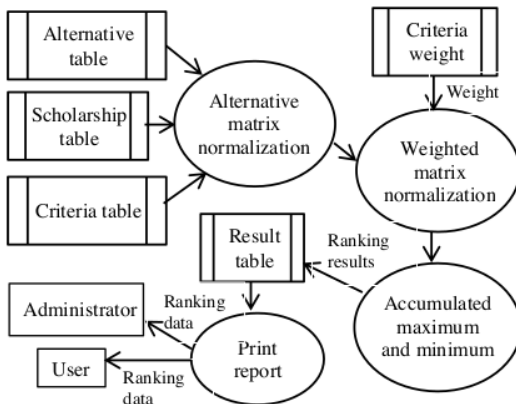 Alternative
table
Scholarship
table
Criteria table
Alternative
matrix
normalization
Criteria
weight
Weight
Weighted
matrix
normalization
Result
table
Ranking
results
Accumulated
maximum
and minimum
Administrator
Ranking
data
Print
report
User
Ranking
data